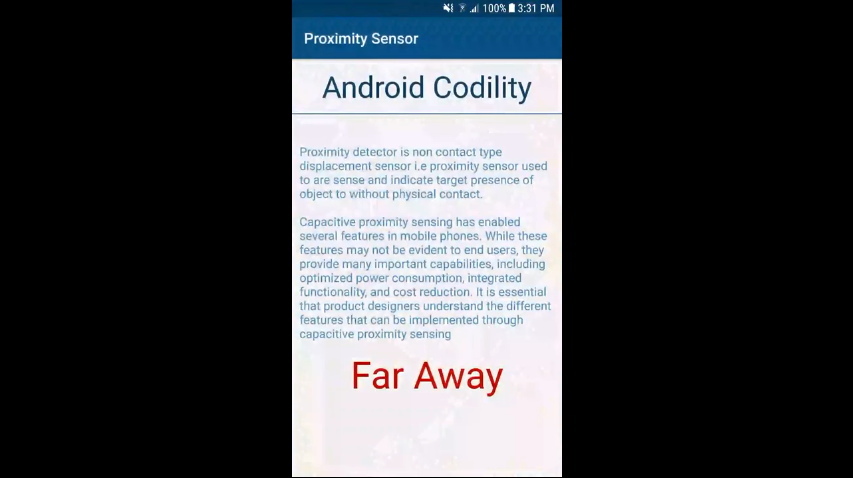 100% 3:31 PM
Proximity Sensor
Android Codility
Proximity detector is non contact type
displacement sensor i.e proximity sensor used
to are sense and indicate target presence of
object to without physical contact.
Capacitive proximity sensing has enabled
several features in mobile phones. While these
features may not be evident to end users, they
provide many important capabilities, including
optimized power consumption, integrated
functionality, and cost reduction. It is essential
that product designers understand the different
features that can be implemented through
capacitive proximity sensing
Far Away